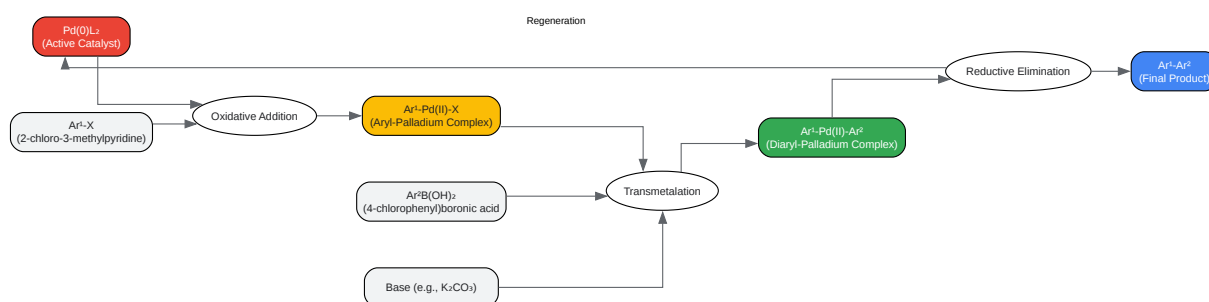 Regeneration
Pd(0)L₂
(Active Catalyst)
Ar¹-X
(2-chloro-3-methylpyridine)
Oxidative Addition
Ar¹-Pd(II)-X
(Aryl-Palladium Complex)
Ar²B(OH)₂
(4-chlorophenyl)boronic acid
Base (e.g., K₂CO₃)
Transmetalation
Ar¹-Pd(II)-Ar²
(Diaryl-Palladium Complex)
Reductive Elimination
Ar¹-Ar²
(Final Product)